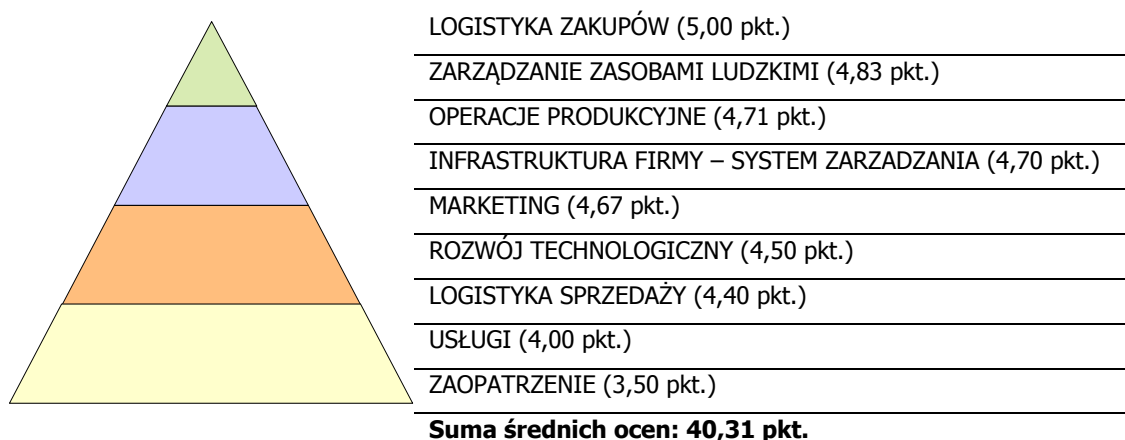 LOGISTYKA ZAKUPÓW (5,00 pkt.)
ZARZĄDZANIE ZASOBAMI LUDZKIMI (4,83 pkt.)
OPERACJE PRODUKCYJNE (4,71 pkt.)
INFRASTRUKTURA FIRMY – SYSTEM ZARZADZANIA (4,70 pkt.)
MARKETING (4,67 pkt.)
ROZWÓJ TECHNOLOGICZNY (4,50 pkt.)
LOGISTYKA SPRZEDAŻY (4,40 pkt.)
USŁUGI (4,00 pkt.)
ZAOPATRZENIE (3,50 pkt.)
Suma średnich ocen: 40,31 pkt.